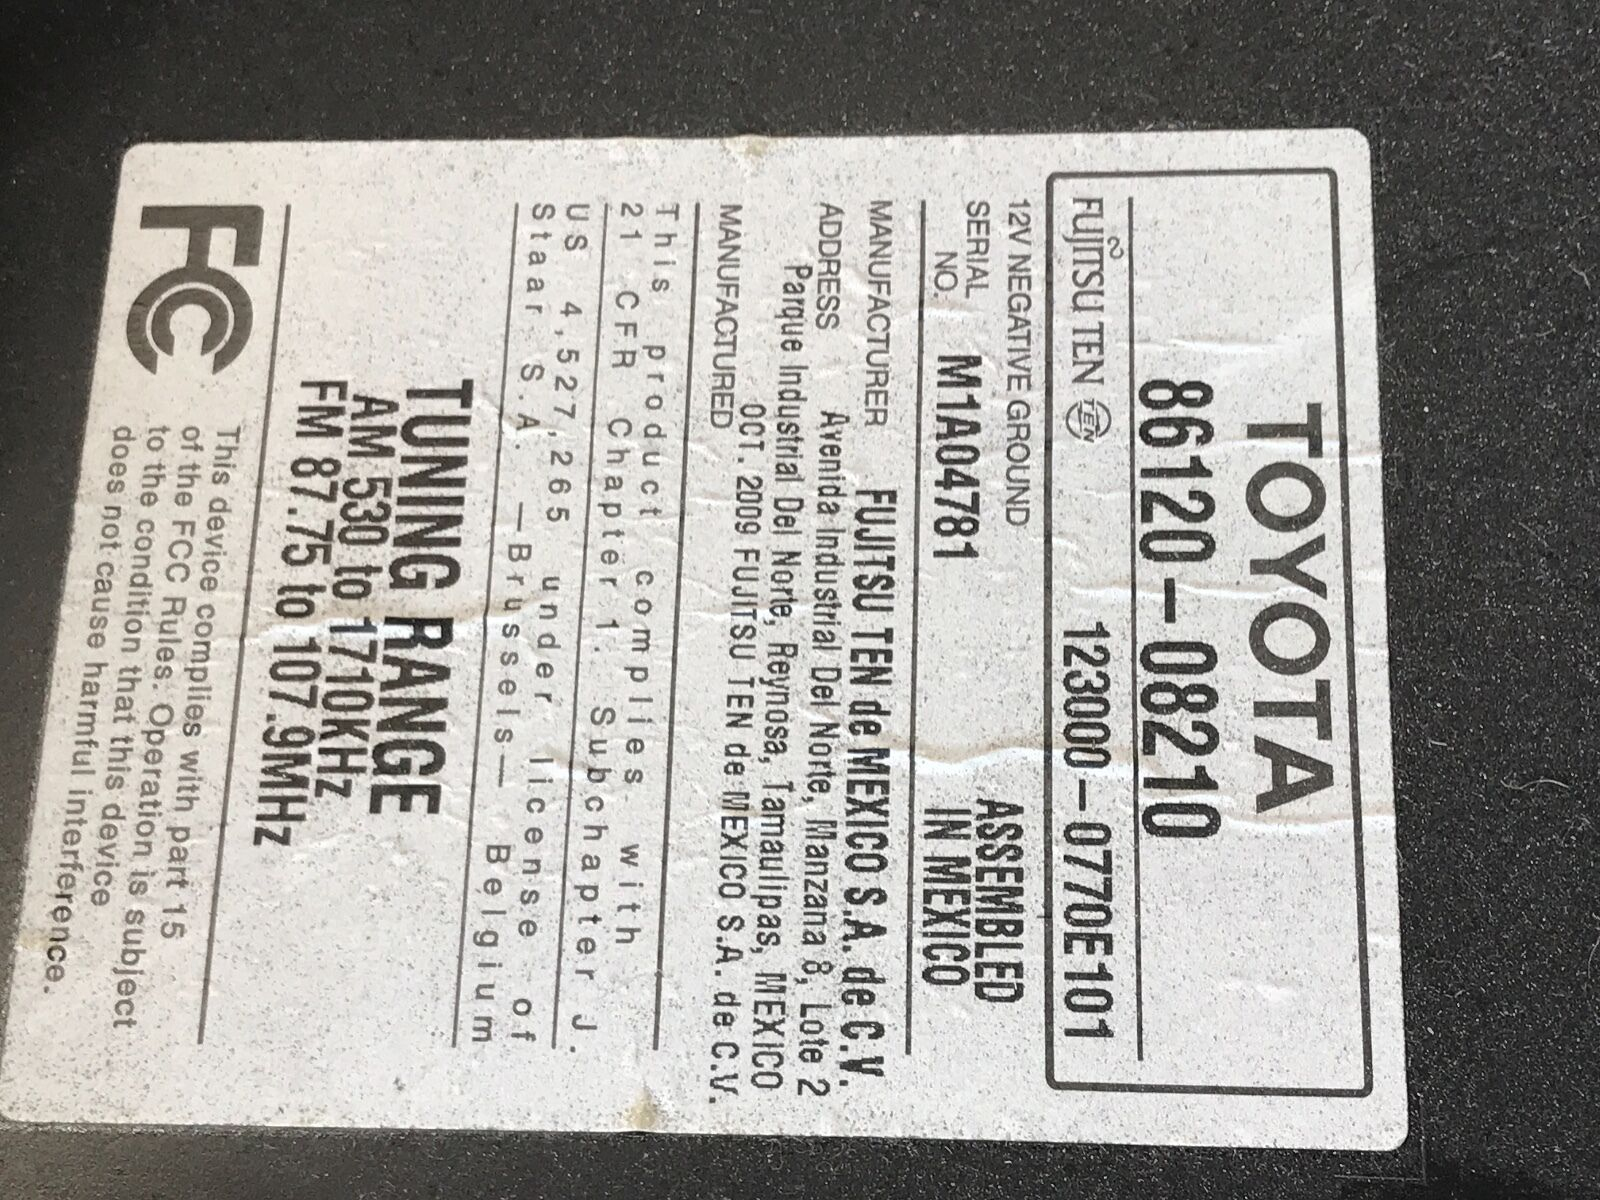 TOYOTA
86120-08210
FUJITSU TEN TEN 123000-0770E101
12V NEGATIVE GROUND
SERIAL NO. M1A04781
ASSEMBLED
IN MEXICO
MANUFACTURER FUJITSU TEN de MEXICO S.A. de C.V.
ADDRESS Avenida Industrial Del Norte, Manzana 8, Lote 2
Parque Industrial Del Norte, Reynosa, Tamaulipas, MEXICO
MANUFACTURED OCT. 2009 FUJITSU TEN de MEXICO S.A. de C.V.
This product complies with
21 CFR Chapter 1. Subchapter J.
US 4,527,265 under license of
Staar S.A. —Brussels— Belgium
TUNING RANGE
AM 530 to 1710KHz
FM 87.75 to 107.9MHz
FC
This device complies with part 15
of the FCC Rules. Operation is subject
to the condition that this device
does not cause harmful interference.